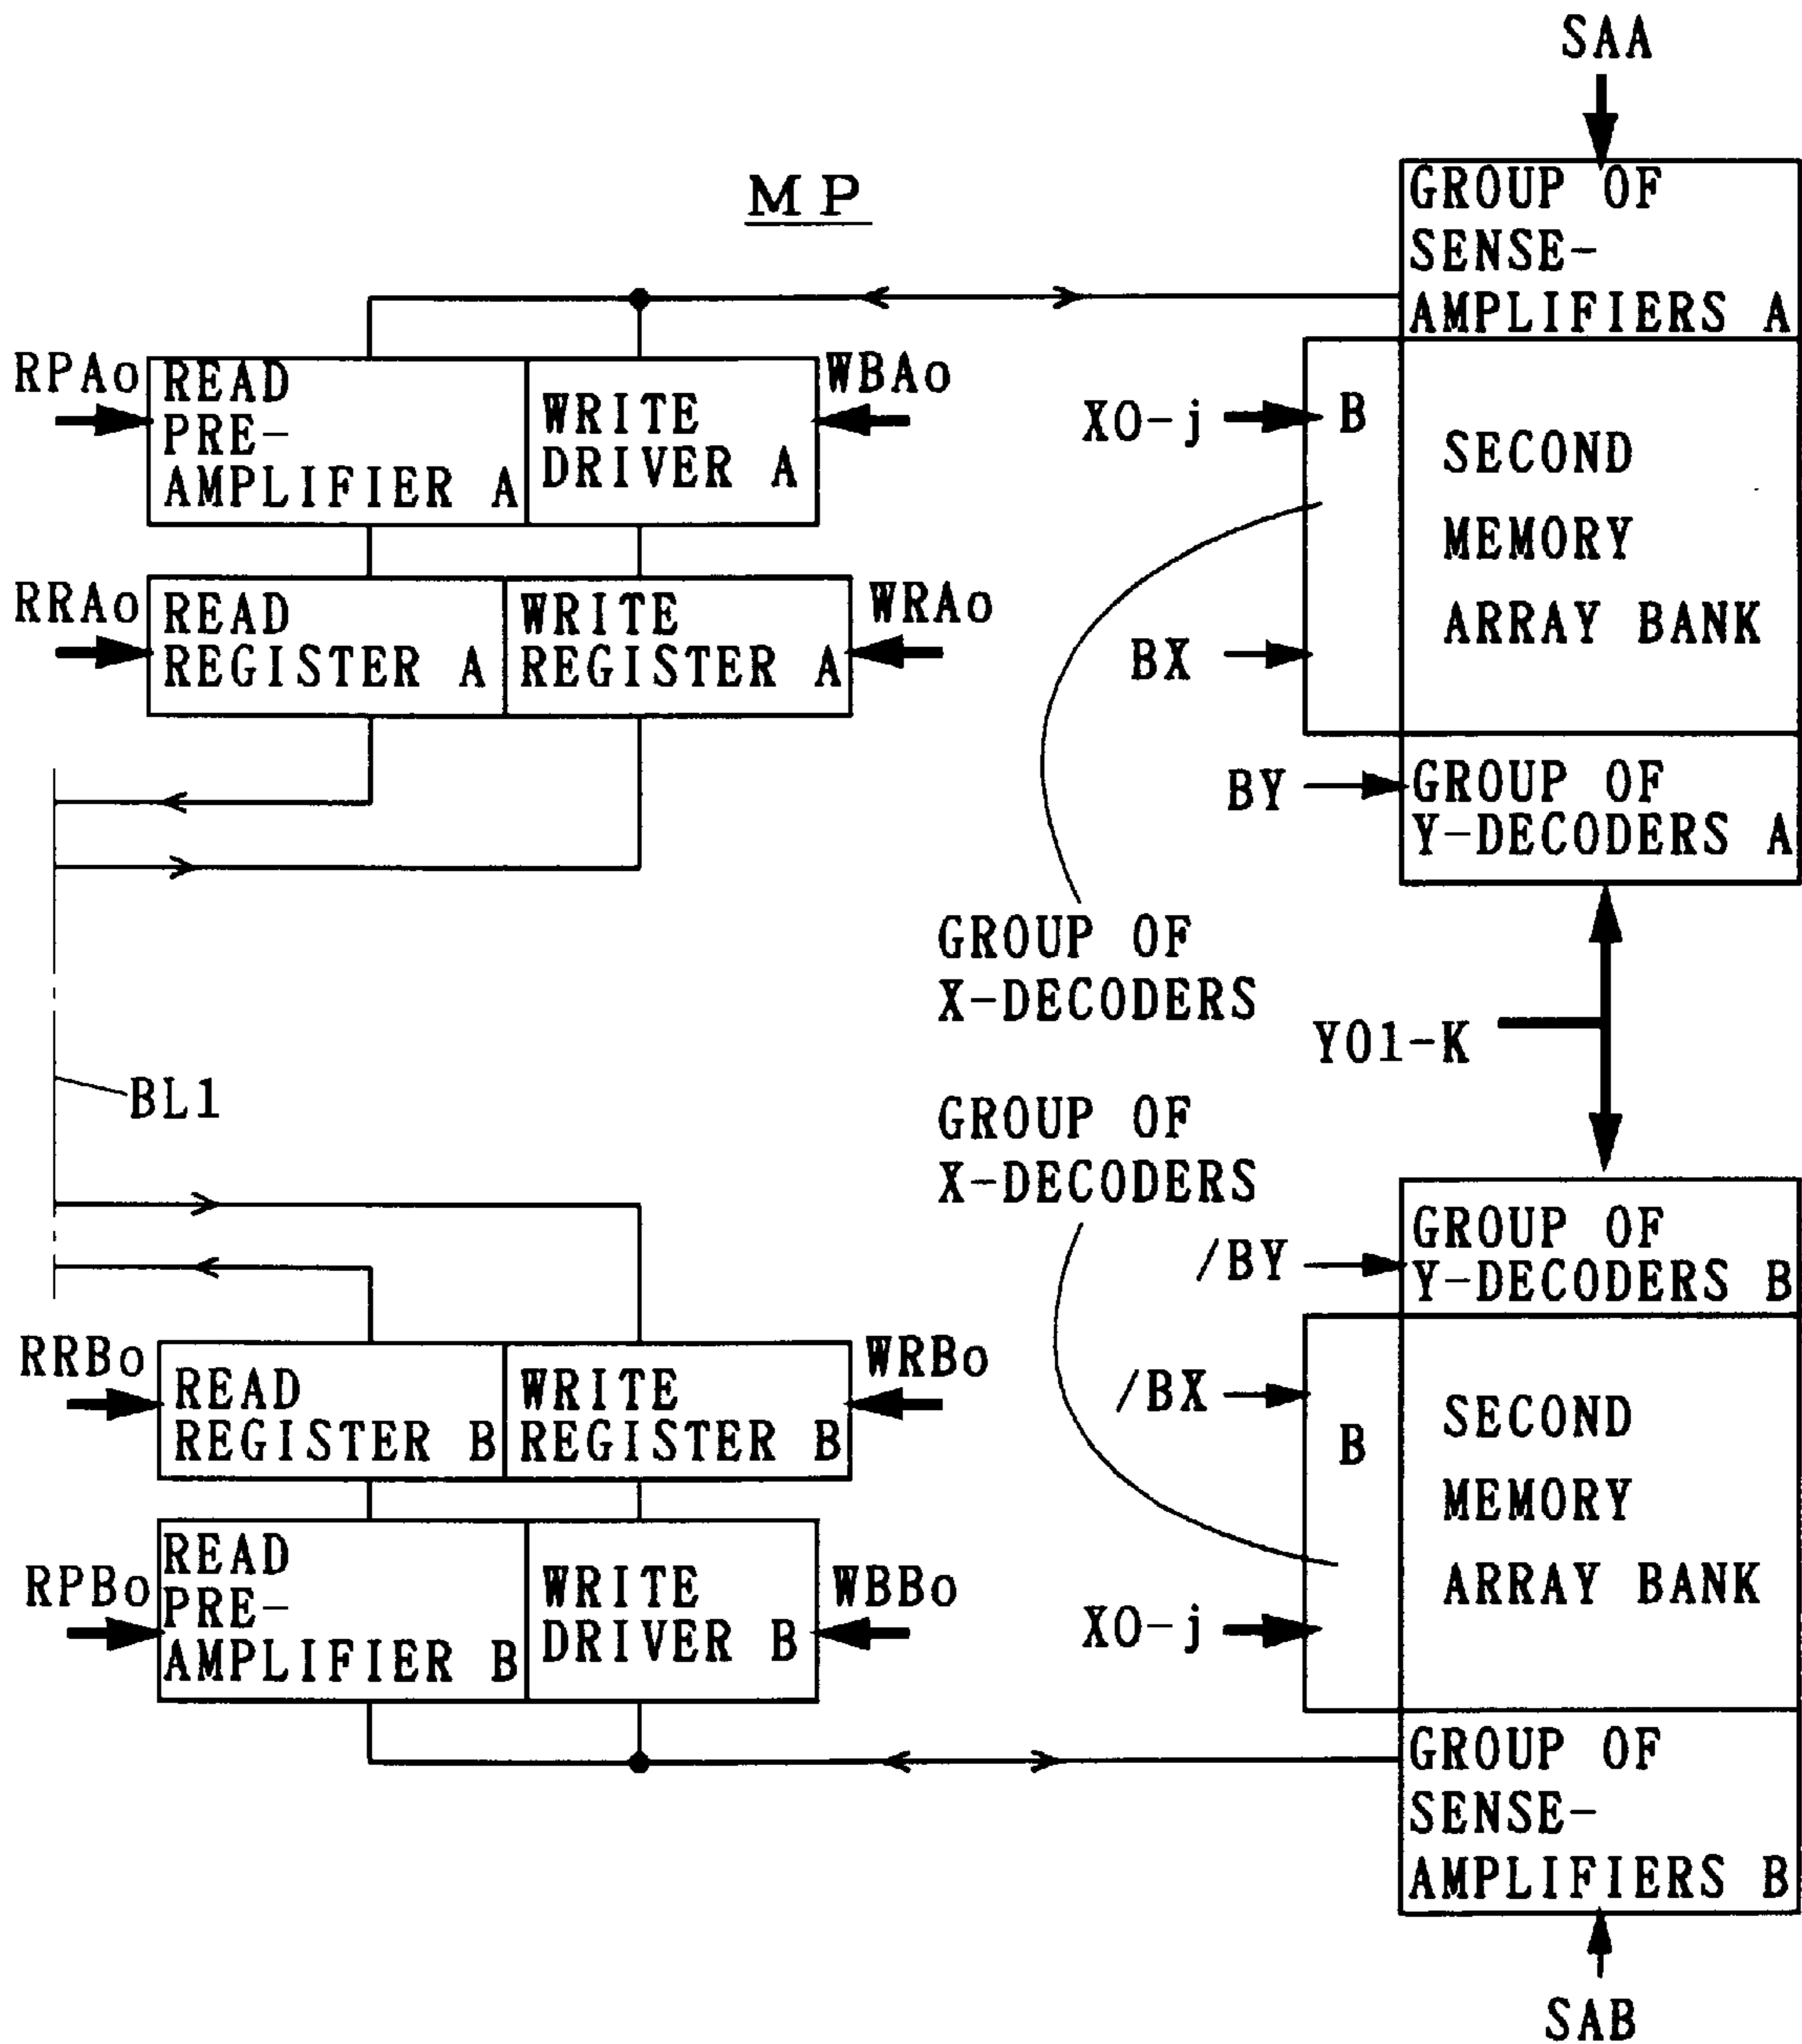 SAA
MP
GROUP OF
SENSE-
AMPLIFIERS A
RPAo
READ
PRE-
AMPLIFIER A
WRITE
DRIVER A
WBAo
XO-j
B
SECOND
MEMORY
ARRAY BANK
RRAo
READ
REGISTER A
WRITE
REGISTER A
WRAo
BX
BY
GROUP OF
Y-DECODERS A
GROUP OF
X-DECODERS
YO1-K
BL1
GROUP OF
X-DECODERS
/BY
GROUP OF
Y-DECODERS B
RRBo
READ
REGISTER B
WRITE
REGISTER B
WRBo
/BX
B
SECOND
MEMORY
ARRAY BANK
RPBo
READ
PRE-
AMPLIFIER B
WRITE
DRIVER B
WBBo
XO-j
GROUP OF
SENSE-
AMPLIFIERS B
SAB